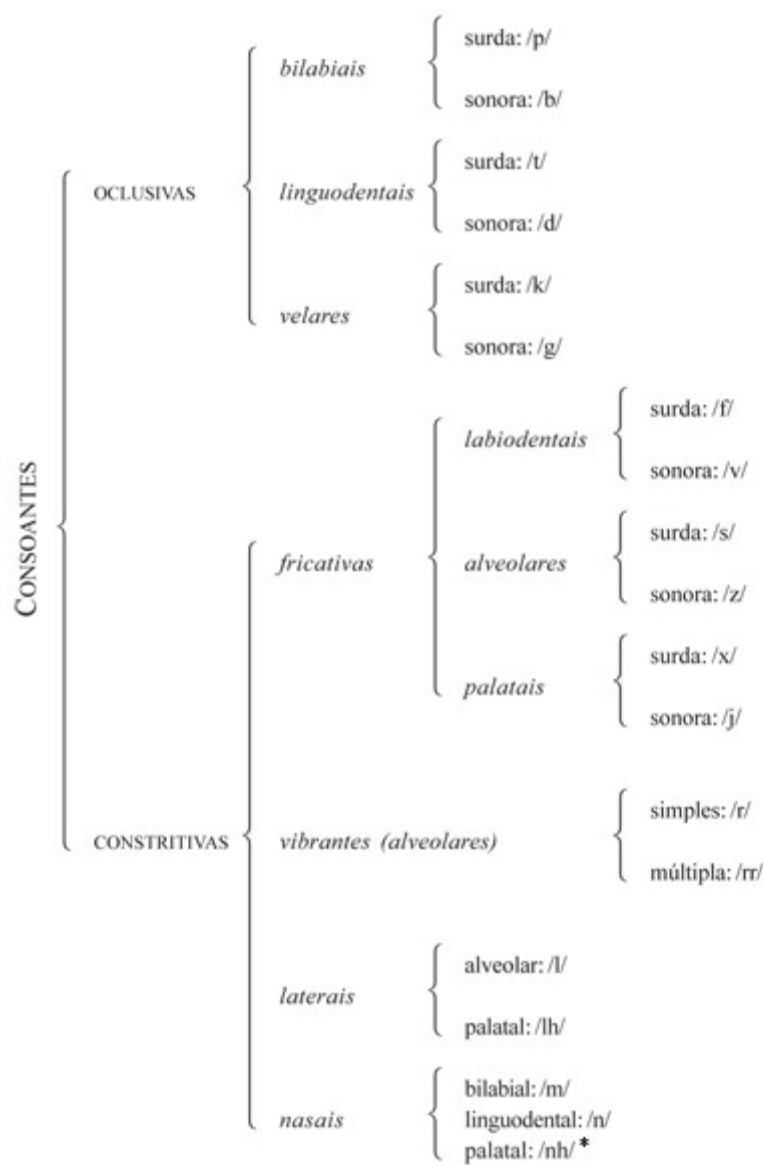 CONSOANTES
OCLUSIVAS
bilabiais
surda: /p/
sonora: /b/
linguodentais
surda: /t/
sonora: /d/
velares
surda: /k/
sonora: /g/
CONSTRITIVAS
fricativas
labiodentais
surda: /f/
sonora: /v/
alveolares
surda: /s/
sonora: /z/
palatais
surda: /x/
sonora: /j/
vibrantes (alveolares)
simples: /r/
múltipla: /rr/
laterais
alveolar: /l/
palatal: /lh/
nasais
bilabial: /m/
linguodental: /n/
palatal: /nh/ *